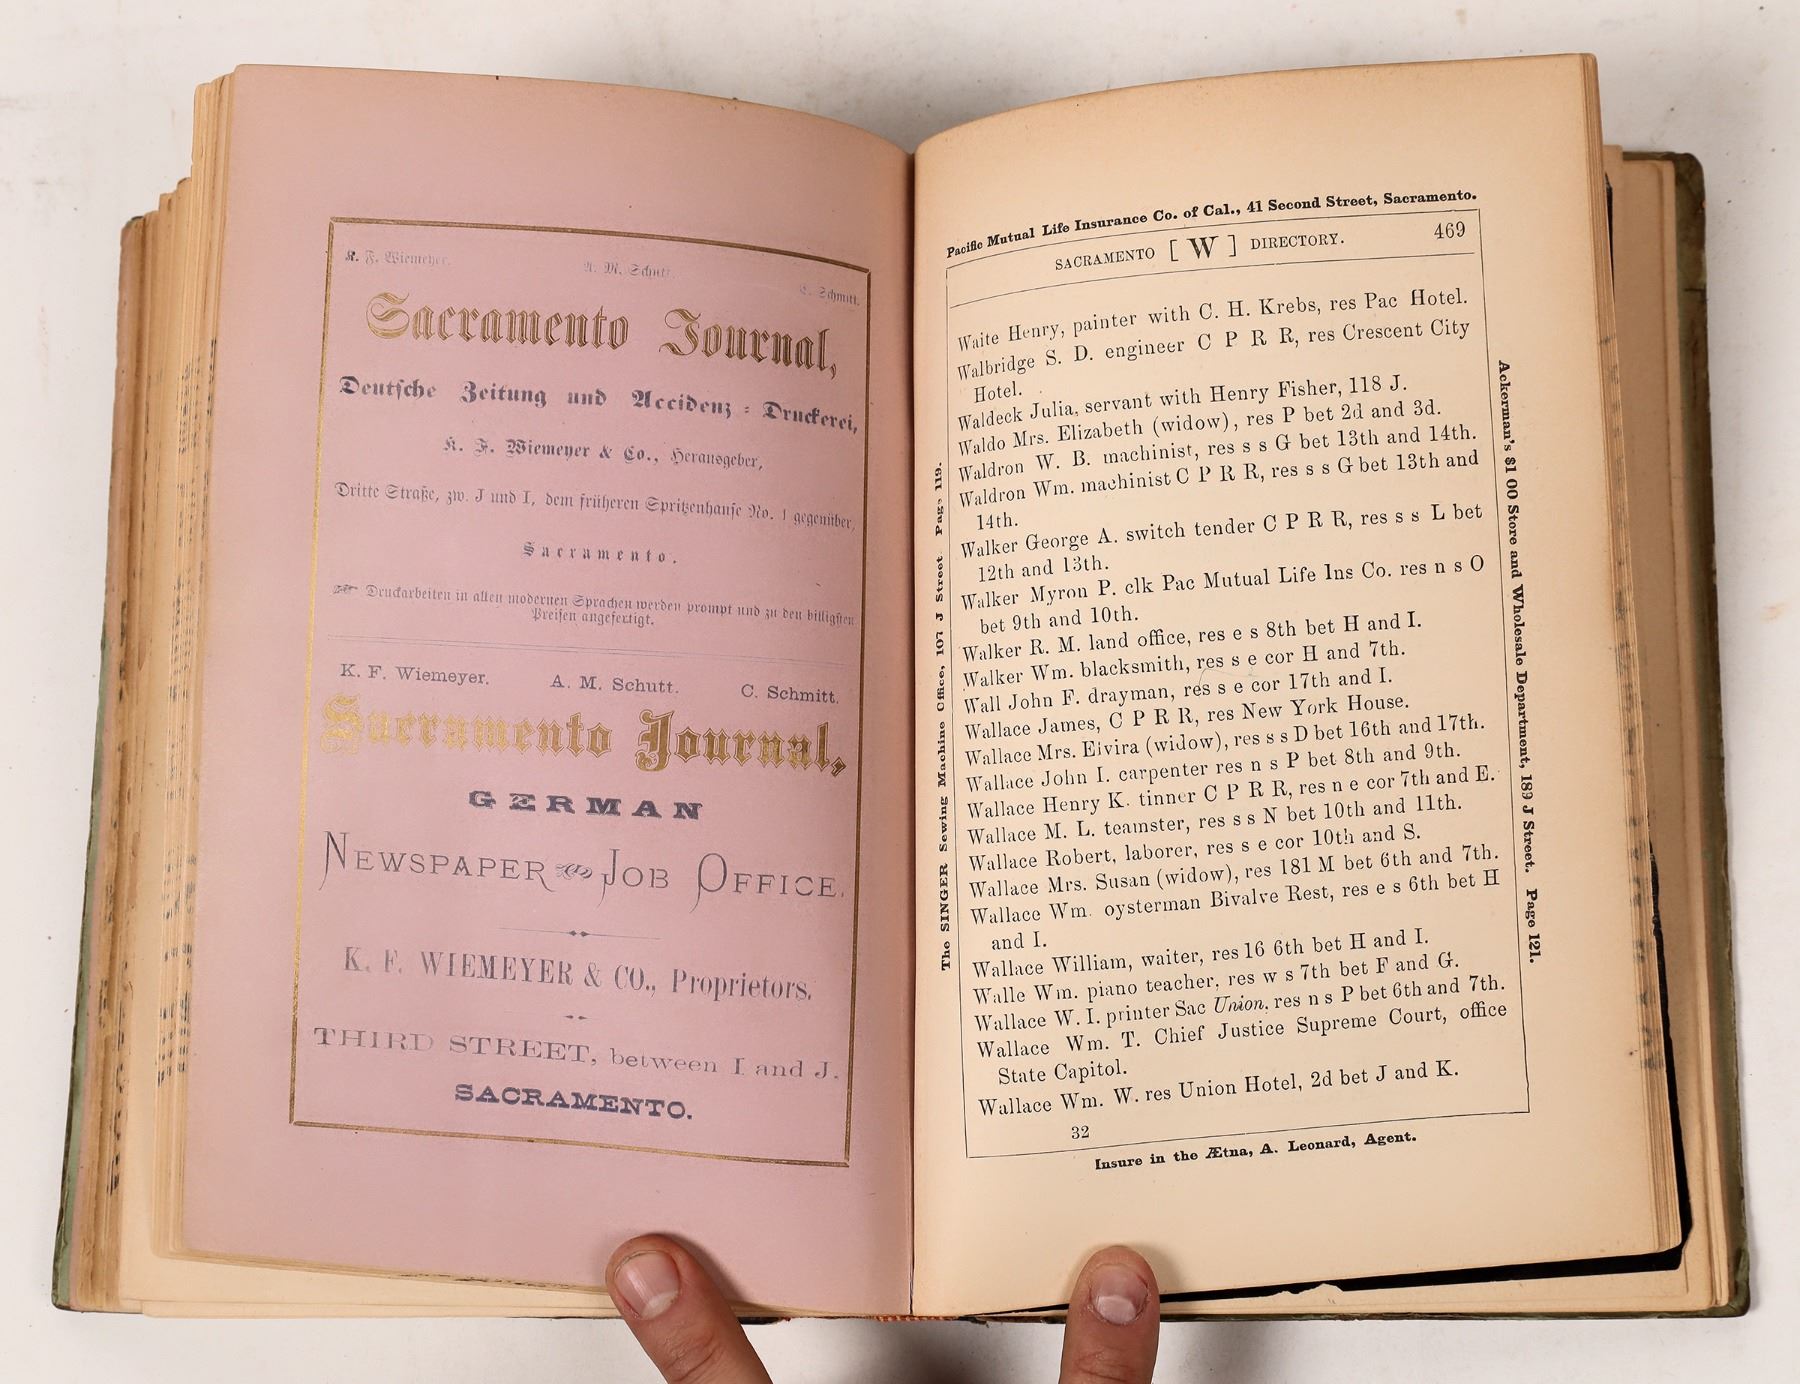 K. F. Wiemeyer. A. M. Schutt. C. Schmitt.
Sacramento Journal,
Deutsche Zeitung und Accidenz-Druckerei,
K. F. Wiemeyer & Co., Herausgeber,
Dritte Straße, zw. J und I, dem früheren Spritzenhause No. 1 gegenüber,
Sacramento.
Druckarbeiten in allen modernen Sprachen werden prompt und zu den billigsten
Preisen angefertigt.
K. F. Wiemeyer. A. M. Schutt. C. Schmitt.
Sacramento Journal,
GERMAN
NEWSPAPER JOB OFFICE.
K. F. WIEMEYER & CO., Proprietors.
THIRD STREET, between I and J.
SACRAMENTO.
Pacific Mutual Life Insurance Co. of Cal., 41 Second Street, Sacramento.
SACRAMENTO [W] DIRECTORY. 469
Waite Henry, painter with C. H. Krebs, res Pac Hotel.
Walbridge S. D. engineer C P R R, res Crescent City
Hotel.
Waldeck Julia, servant with Henry Fisher, 118 J.
Waldo Mrs. Elizabeth (widow), res P bet 2d and 3d.
Waldron W. B. machinist, res s s G bet 13th and 14th.
Waldron Wm. machinist C P R R, res s s G bet 13th and
14th.
Walker George A. switch tender C P R R, res s s L bet
12th and 13th.
Walker Myron P. clk Pac Mutual Life Ins Co. res n s O
bet 9th and 10th.
Walker R. M. land office, res e s 8th bet H and I.
Walker Wm. blacksmith, res s e cor H and 7th.
Wall John F. drayman, res s e cor 17th and I.
Wallace James, C P R R, res New York House.
Wallace Mrs. Elvira (widow), res s s D bet 16th and 17th.
Wallace John I. carpenter res n s P bet 8th and 9th.
Wallace Henry K. tinner C P R R, res n e cor 7th and E.
Wallace M. L. teamster, res s s N bet 10th and 11th.
Wallace Robert, laborer, res s e cor 10th and S.
Wallace Mrs. Susan (widow), res 181 M bet 6th and 7th.
Wallace Wm. oysterman Bivalve Rest, res e s 6th bet H
and I.
Wallace William, waiter, res 16 6th bet H and I.
Walle Wm. piano teacher, res w s 7th bet F and G.
Wallace W. I. printer Sac Union, res n s P bet 6th and 7th.
Wallace Wm. T. Chief Justice Supreme Court, office
State Capitol.
Wallace Wm. W. res Union Hotel, 2d bet J and K.
32
Insure in the Ætna, A. Leonard, Agent.
The SINGER Sewing Machine Office, 107 J Street. Page 119.
Ackerman's $1 00 Store and Wholesale Department, 189 J Street. Page 121.